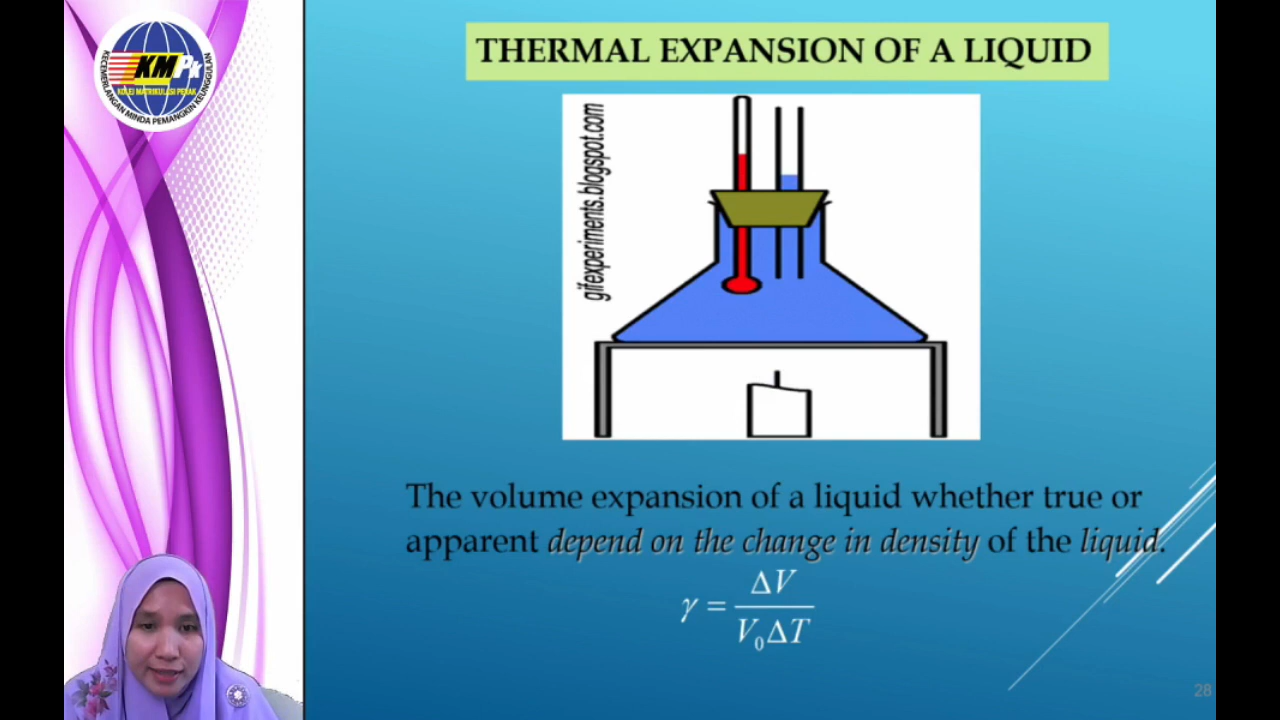 THERMAL EXPANSION OF A LIQUID
KECEMERLANGAN MINDA PEMANGKIN KEUNGGULAN
KMPk
KOLEJ MATRIKULASI PERAK
gifexperiments.blogspot.com
The volume expansion of a liquid whether true or
apparent depend on the change in density of the liquid.
γ = ΔV / V₀ΔT
28